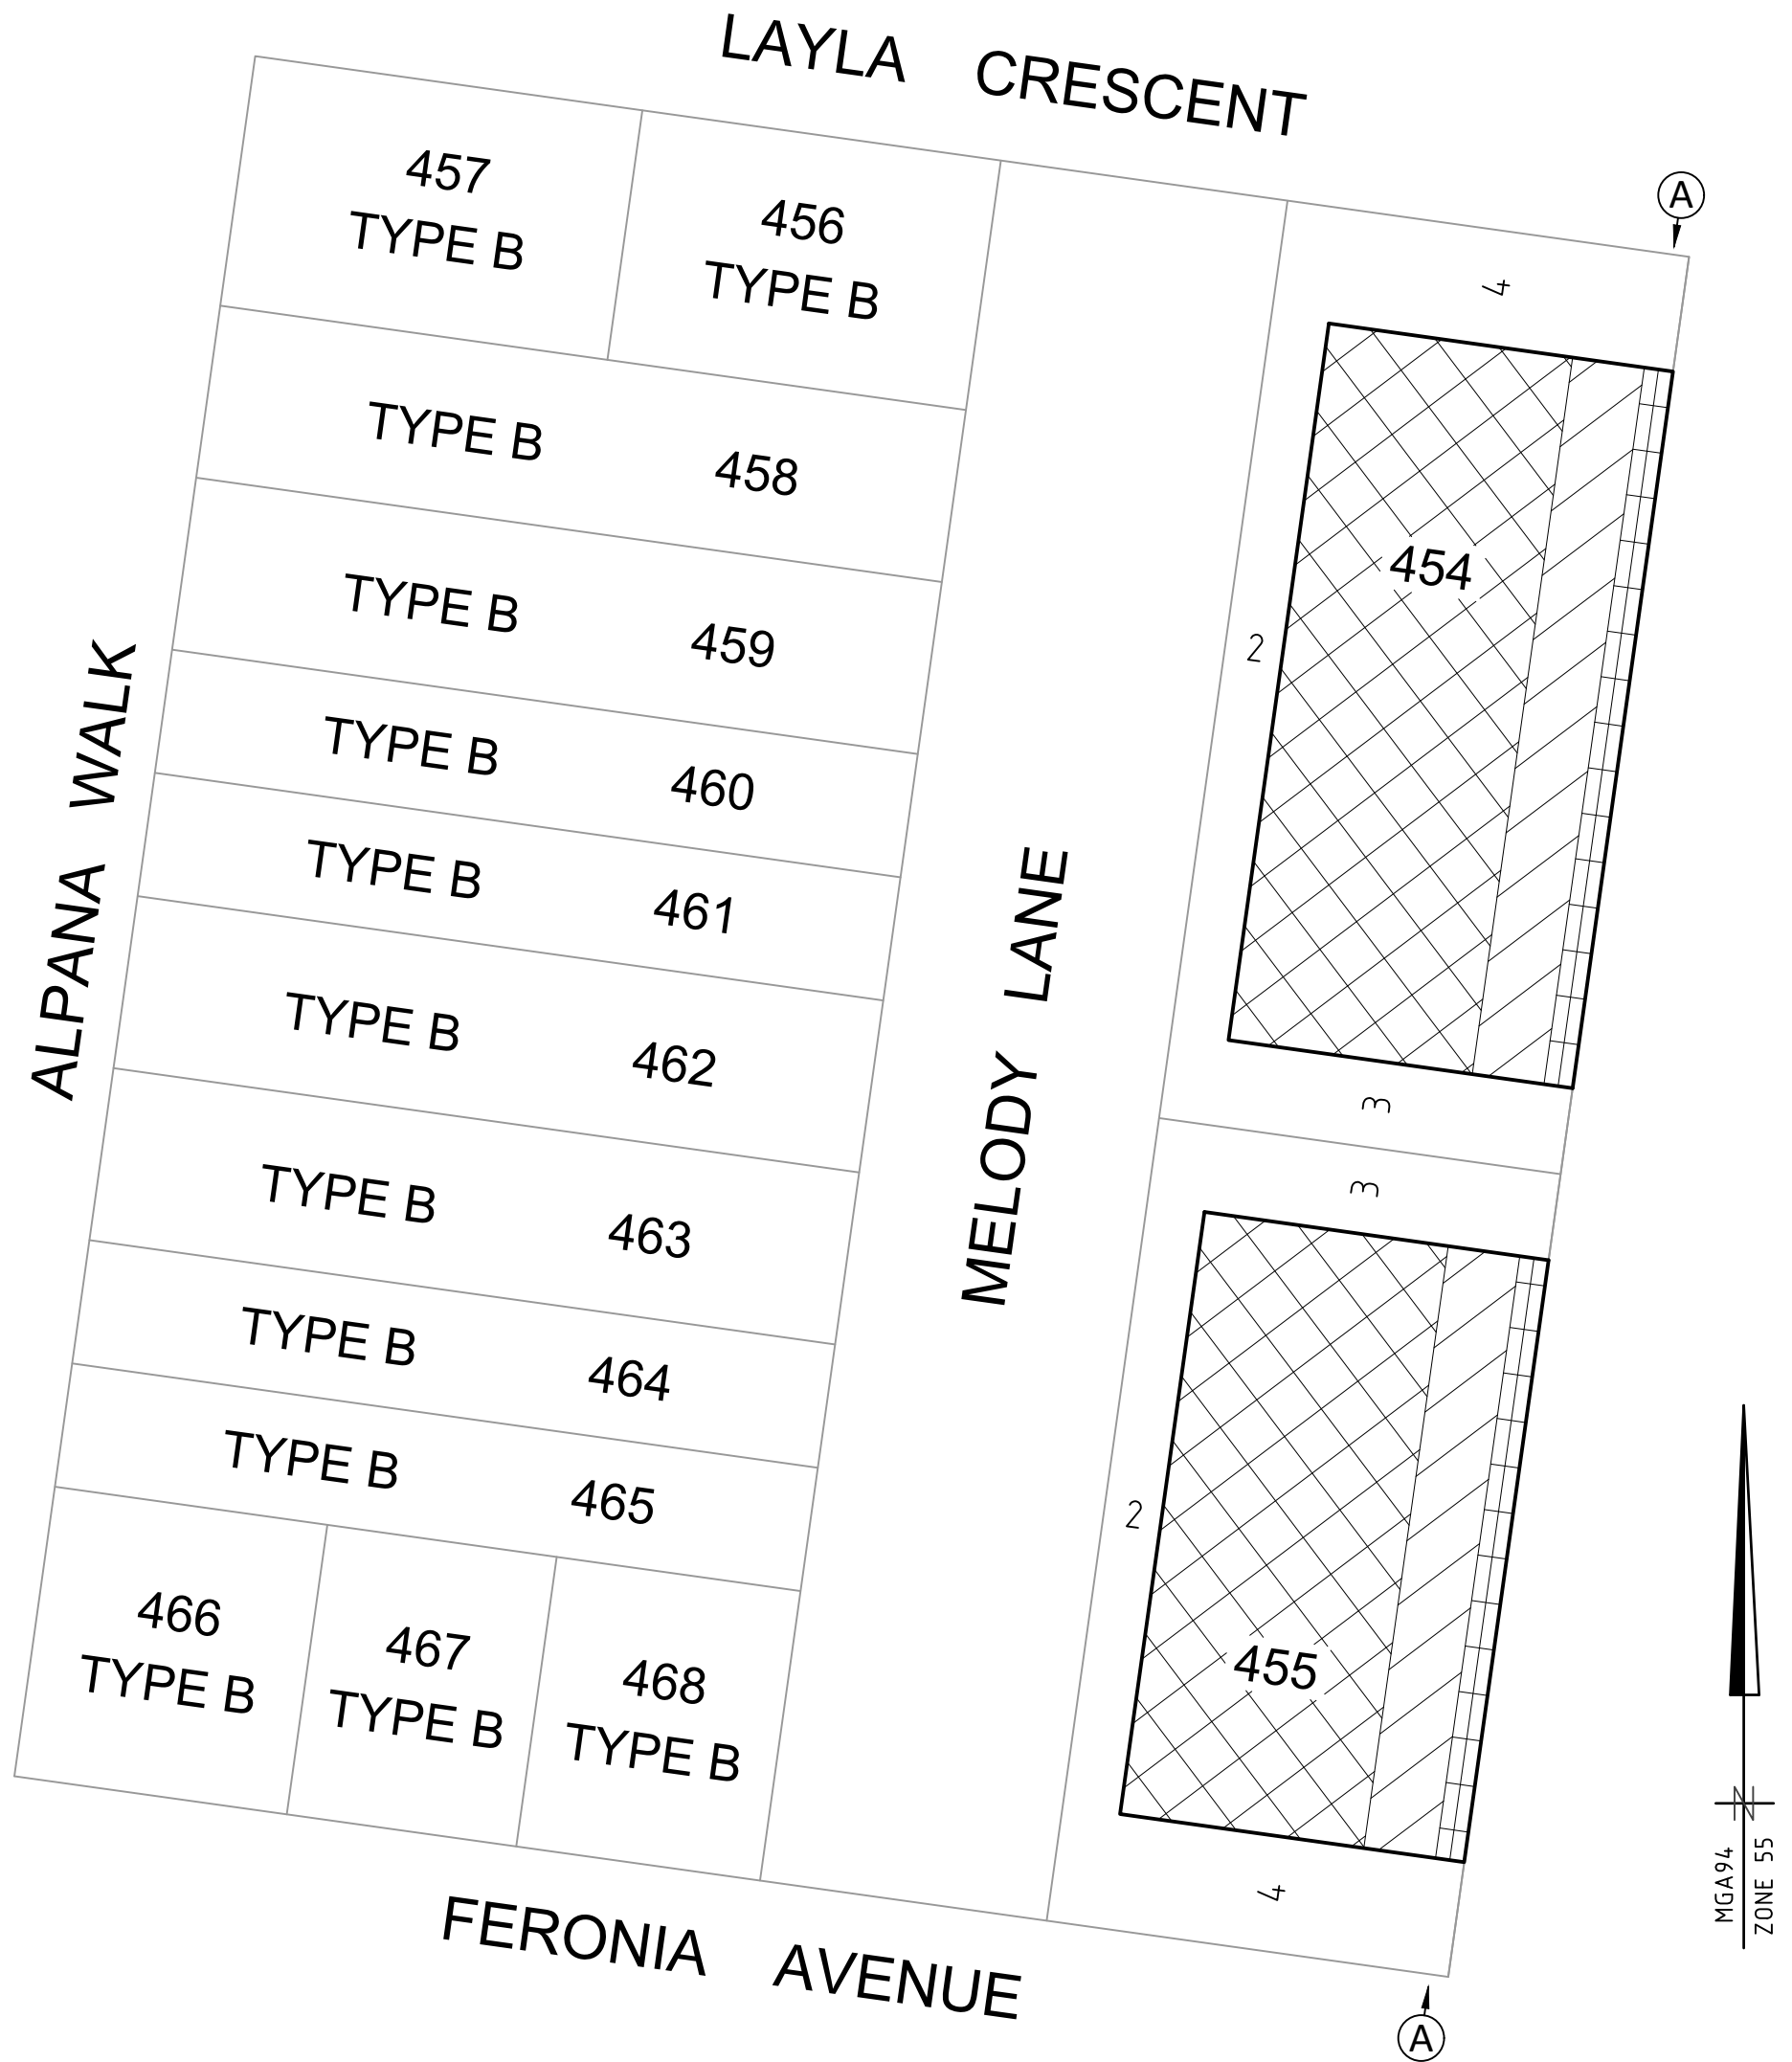 LAYLA CRESCENT
A
457
TYPE B
456
TYPE B
4
TYPE B 458
454
TYPE B 459
2
ALPANA WALK
TYPE B 460
TYPE B 461
MELODY LANE
TYPE B 462
3
TYPE B 463
3
TYPE B 464
TYPE B 465
2
466
TYPE B
467
TYPE B
468
TYPE B
455
4
FERONIA AVENUE
A
N
MGA94
ZONE 55